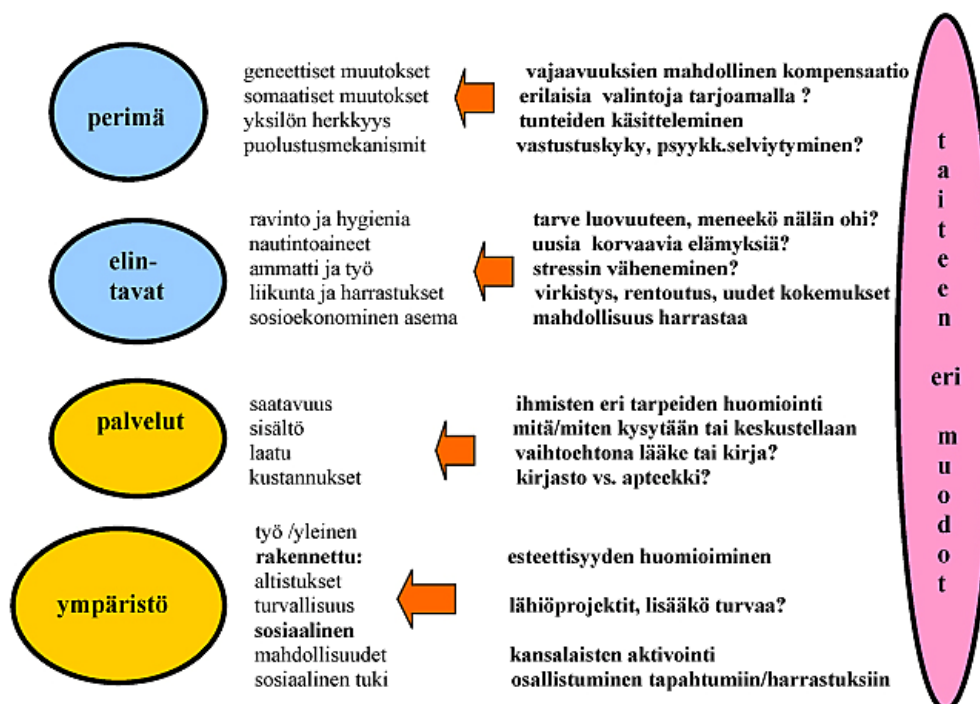 perimä
geneettiset muutokset
somaatiset muutokset
yksilön herkkyys
puolustusmekanismit
vajaavuuksien mahdollinen kompensaatio
erilaisia valintoja tarjoamalla ?
tunteiden käsitteleminen
vastustuskyky, psyykk.selviytyminen?
elin-
tavat
ravinto ja hygienia
nautintoaineet
ammatti ja työ
liikunta ja harrastukset
sosioekonominen asema
tarve luovuuteen, meneekö nälän ohi?
uusia korvaavia elämyksiä?
stressin väheneminen?
virkistys, rentoutus, uudet kokemukset
mahdollisuus harrastaa
palvelut
saatavuus
sisältö
laatu
kustannukset
ihmisten eri tarpeiden huomiointi
mitä/miten kysytään tai keskustellaan
vaihtoehtona lääke tai kirja?
kirjasto vs. apteekki?
ympäristö
työ /yleinen
rakennettu:
altistukset
turvallisuus
sosiaalinen
mahdollisuudet
sosiaalinen tuki
esteettisyyden huomioiminen
lähiöprojektit, lisääkö turvaa?
kansalaisten aktivointi
osallistuminen tapahtumiin/harrastuksiin
taiteen eri muodot